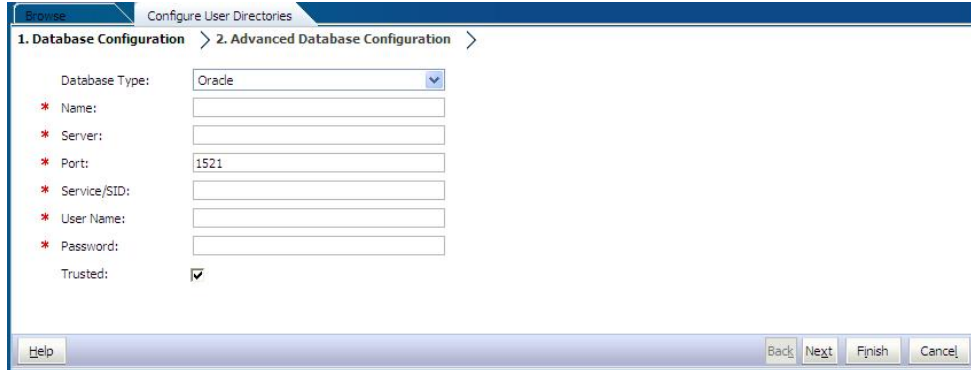 Browse Configure User Directories
1. Database Configuration 2. Advanced Database Configuration
Database Type: Oracle
* Name:
* Server:
* Port: 1521
* Service/SID:
* User Name:
* Password:
Trusted:
Help Back Next Finish Cancel